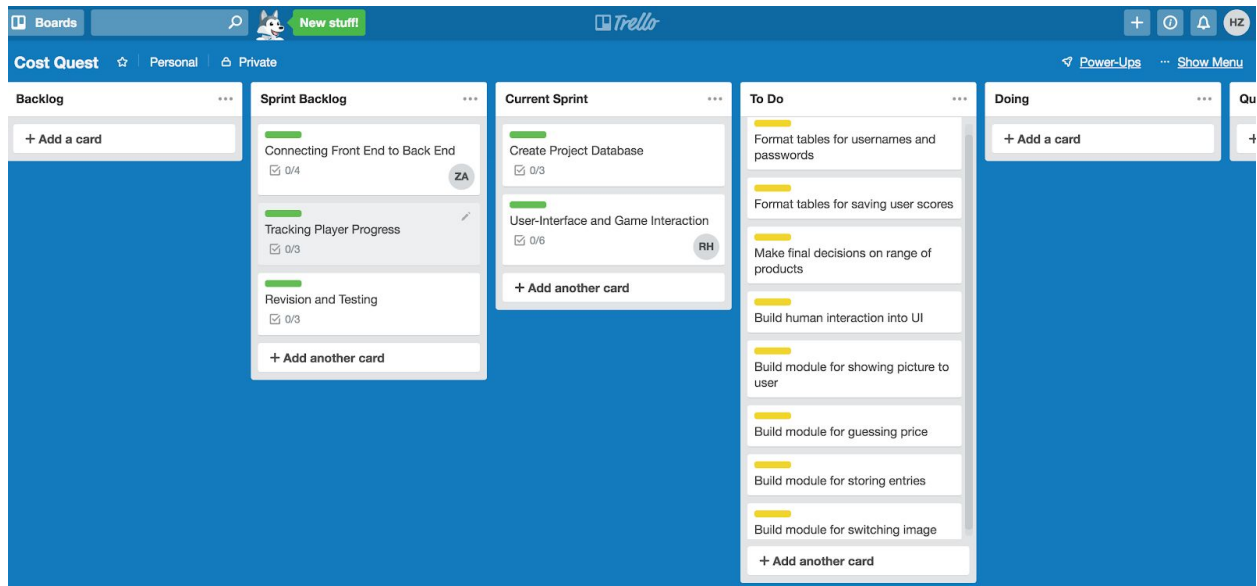 Boards
New stuff!
Trello
HZ
Cost Quest
Personal
Private
Power-Ups
... Show Menu
Backlog
+ Add a card
Sprint Backlog
Connecting Front End to Back End
0/4
ZA
Tracking Player Progress
0/3
Revision and Testing
0/3
+ Add another card
Current Sprint
Create Project Database
0/3
User-Interface and Game Interaction
0/6
RH
+ Add another card
To Do
Format tables for usernames and
passwords
Format tables for saving user scores
Make final decisions on range of
products
Build human interaction into UI
Build module for showing picture to
user
Build module for guessing price
Build module for storing entries
Build module for switching image
+ Add another card
Doing
+ Add a card
Qu
+